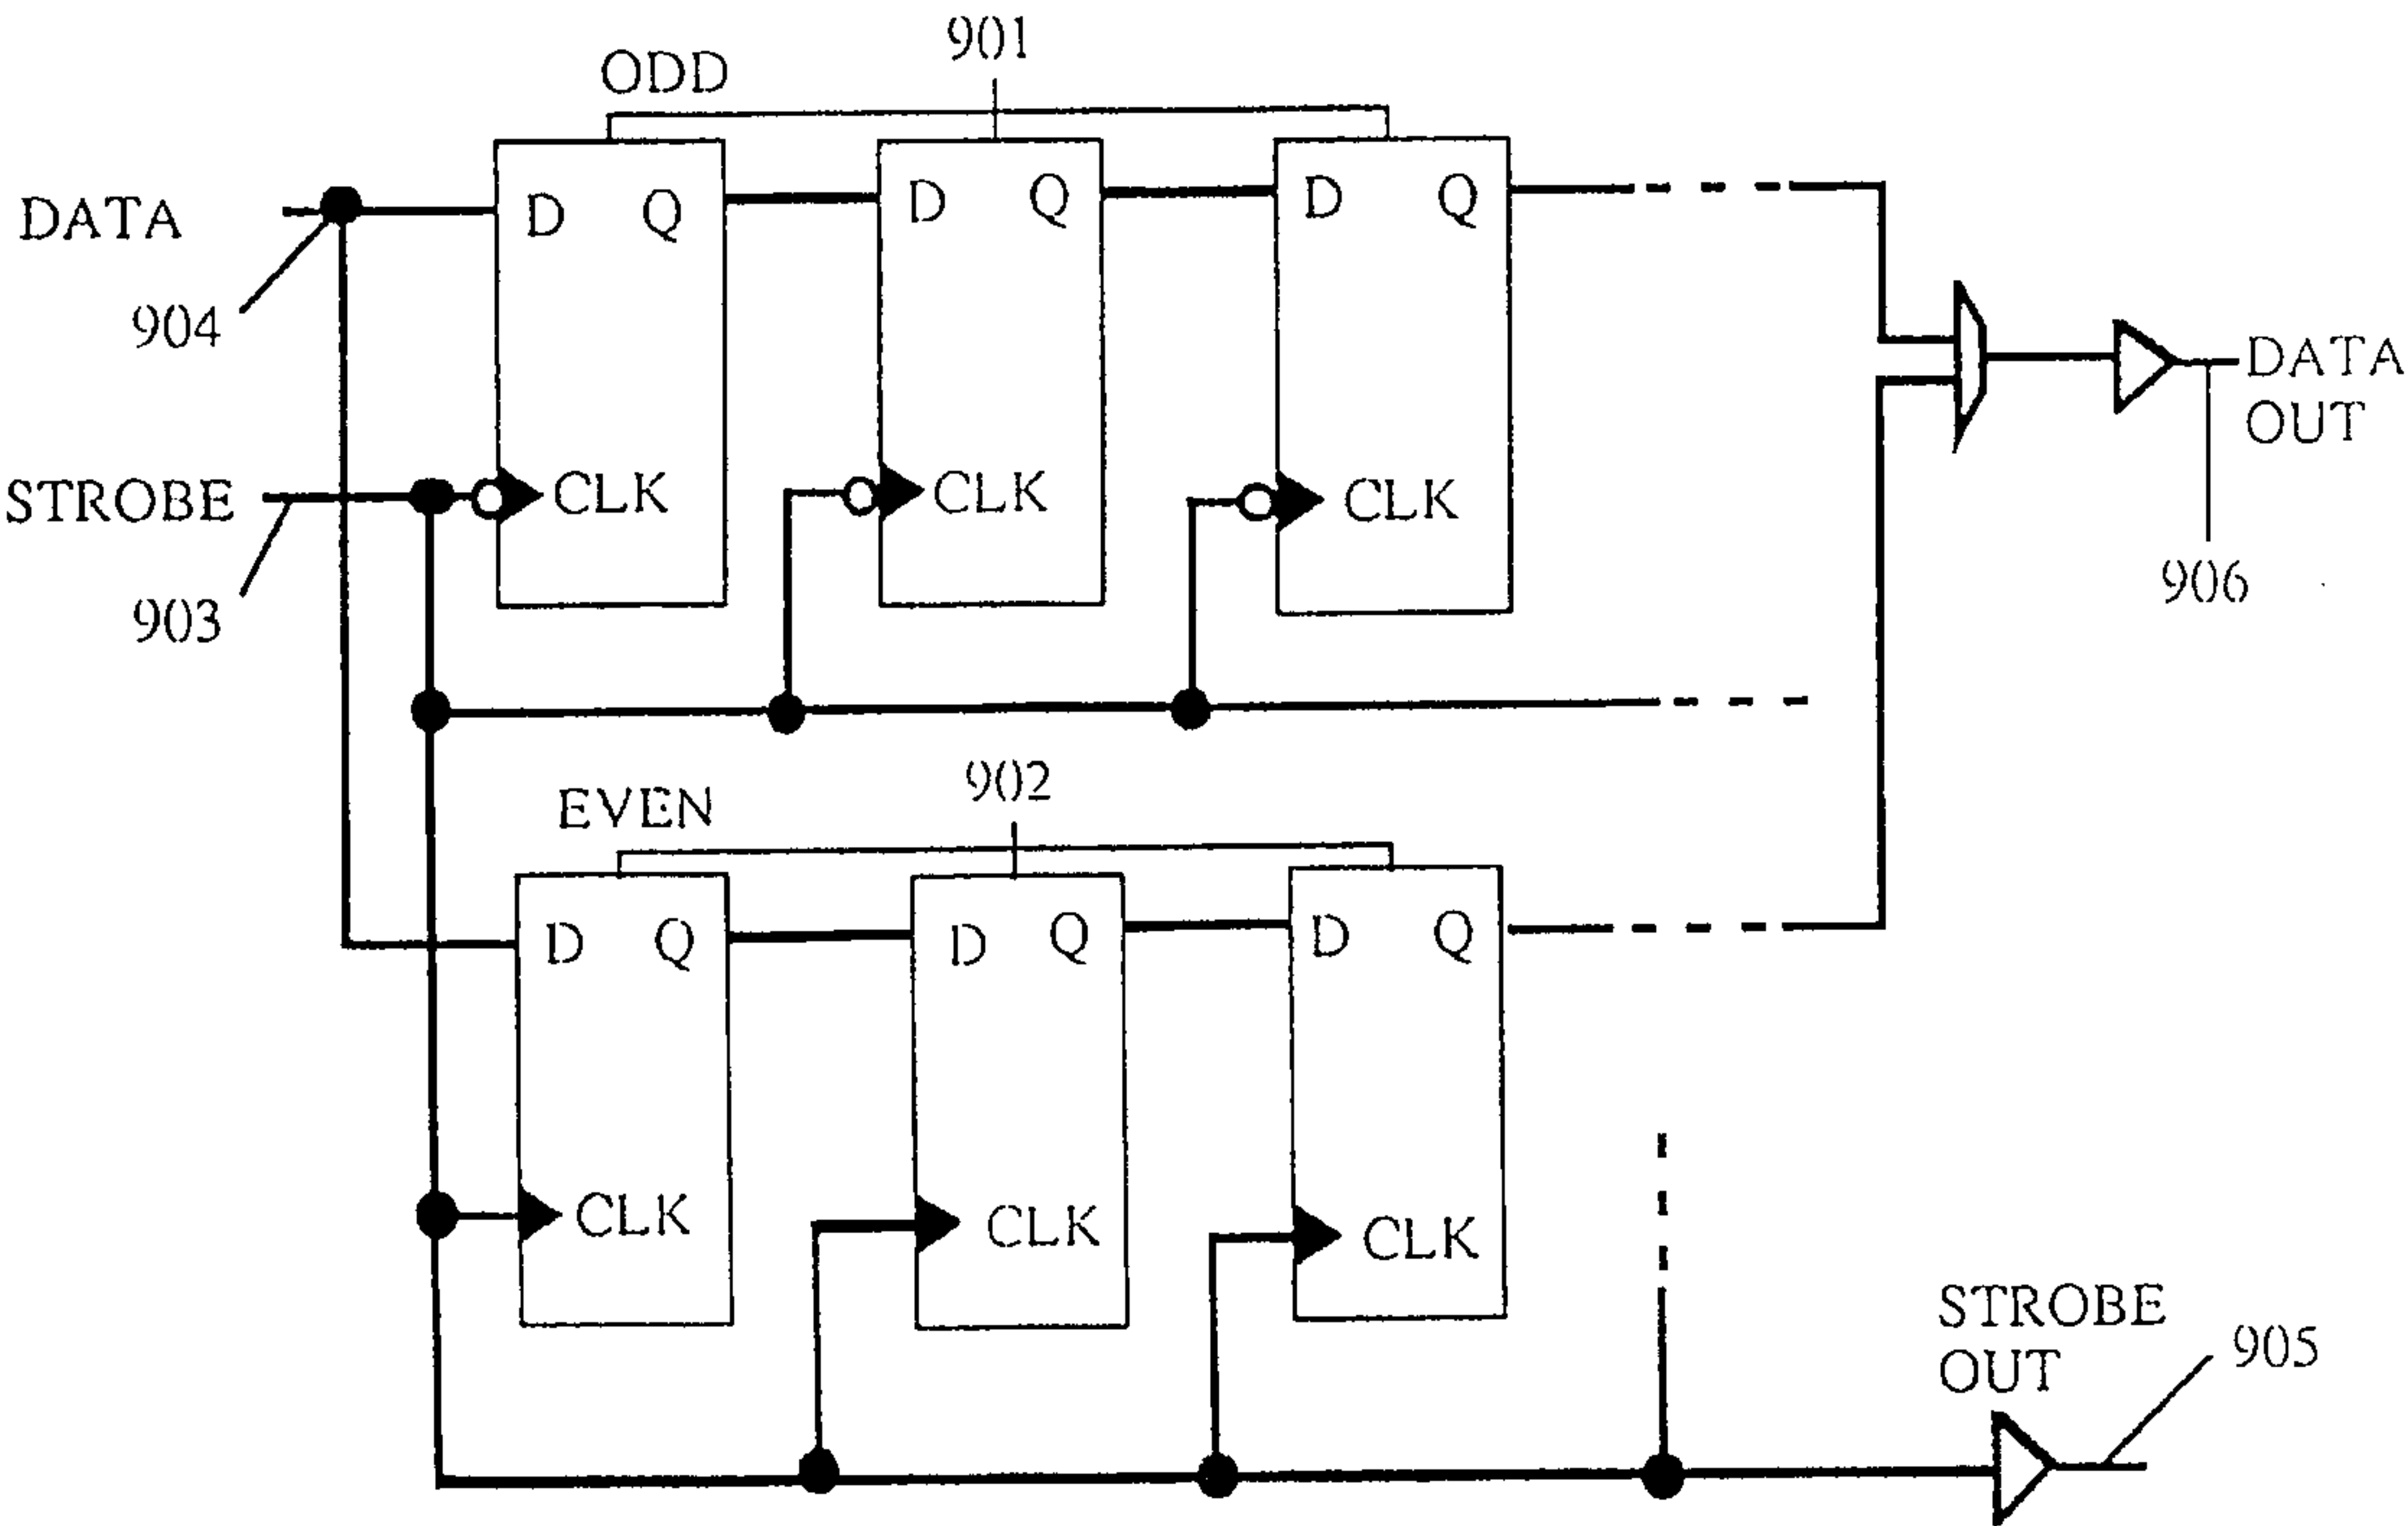 901
ODD
DATA
D Q
D Q
D Q
904
DATA
OUT
STROBE
CLK
CLK
CLK
903
906
902
EVEN
D Q
D Q
D Q
CLK
CLK
CLK
STROBE
OUT
905